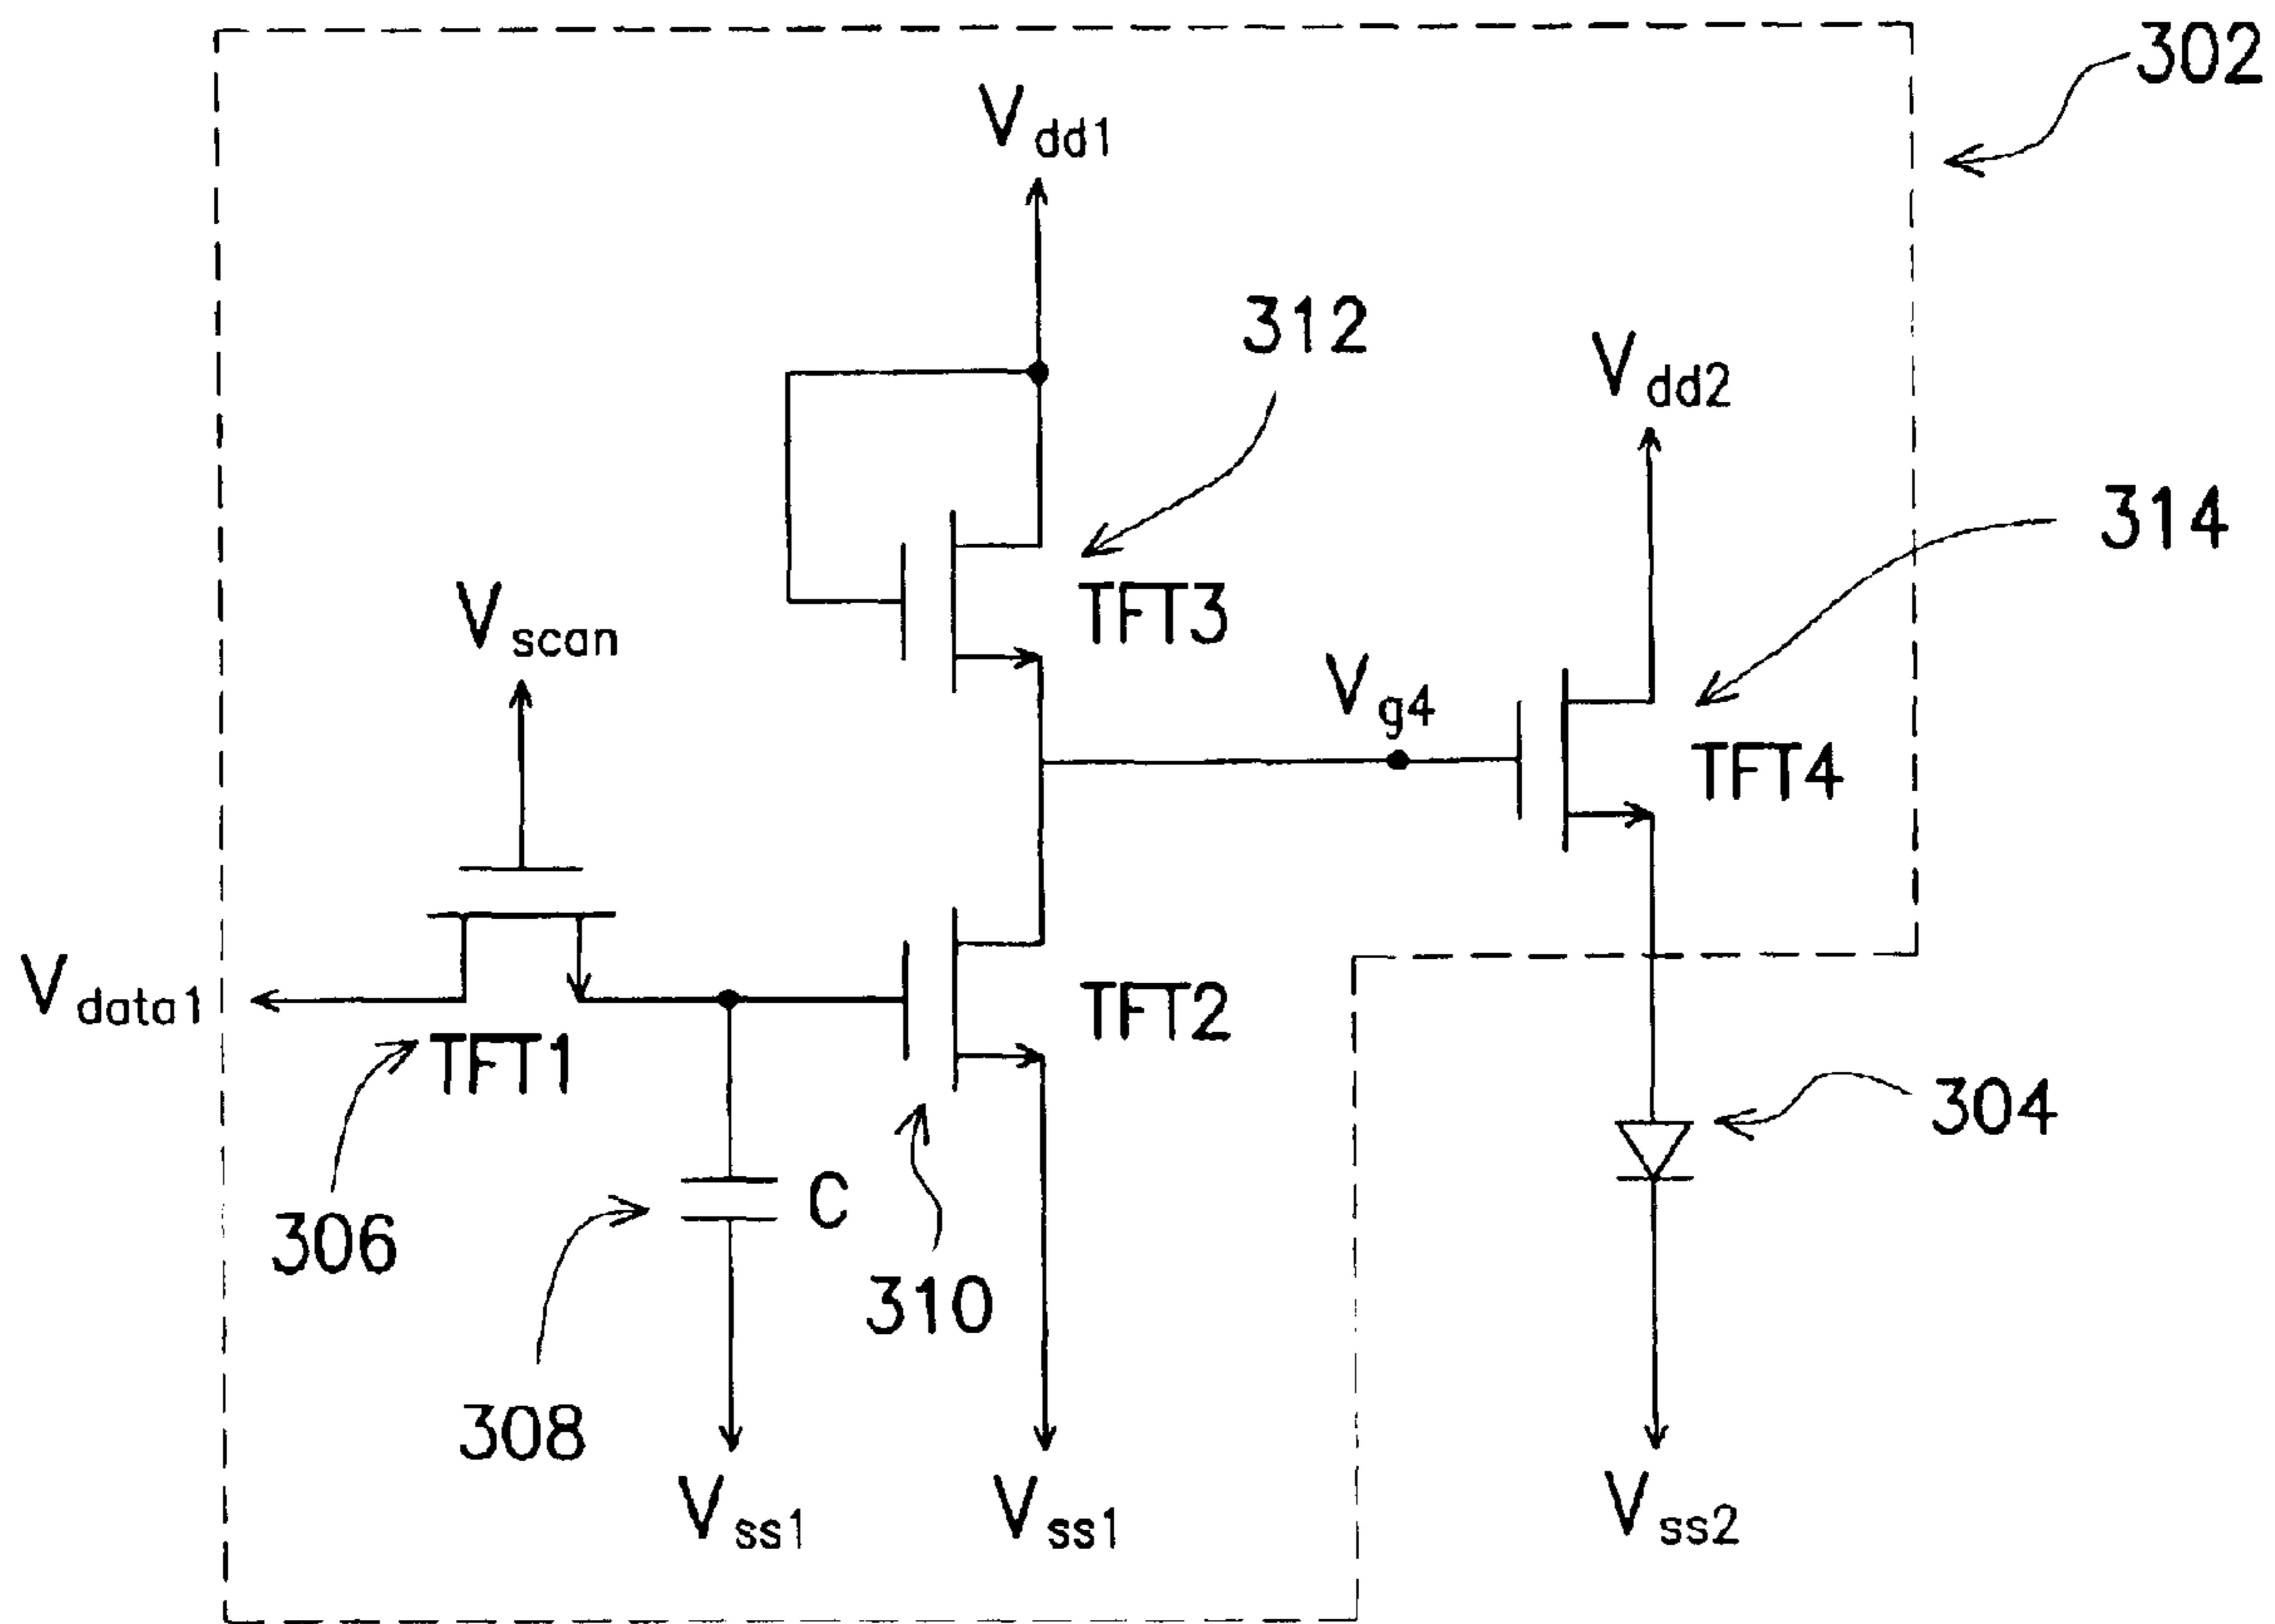 302
Vdd1
312
Vdd2
314
TFT3
Vscan
Vg4
TFT4
Vdata1
TFT1
TFT2
304
C
306
310
308
Vss1
Vss1
Vss2